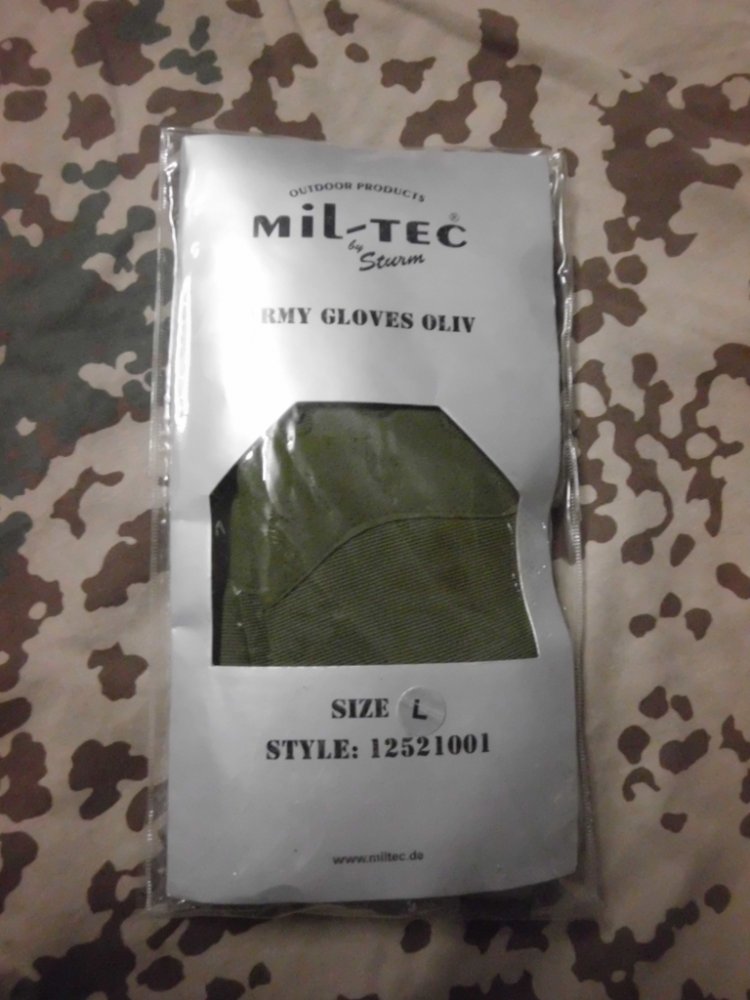 OUTDOOR PRODUCTS
MiL-TEC®
by Sturm
RMY GLOVES OLIV
SIZE L
STYLE: 12521001
www.miltec.de